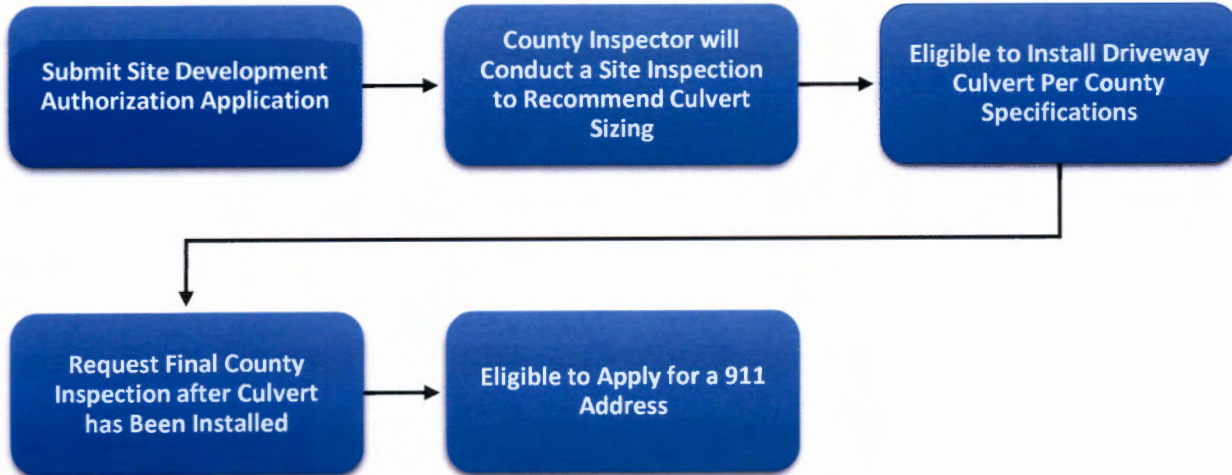 Submit Site Development
Authorization Application
County Inspector will
Conduct a Site Inspection
to Recommend Culvert
Sizing
Eligible to Install Driveway
Culvert Per County
Specifications
Request Final County
Inspection after Culvert
has Been Installed
Eligible to Apply for a 911
Address